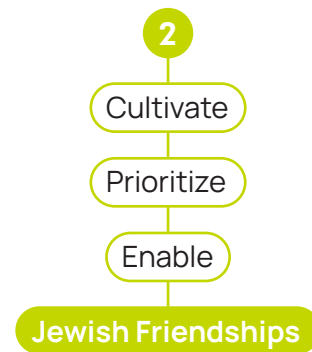 2
Cultivate
Prioritize
Enable
Jewish Friendships